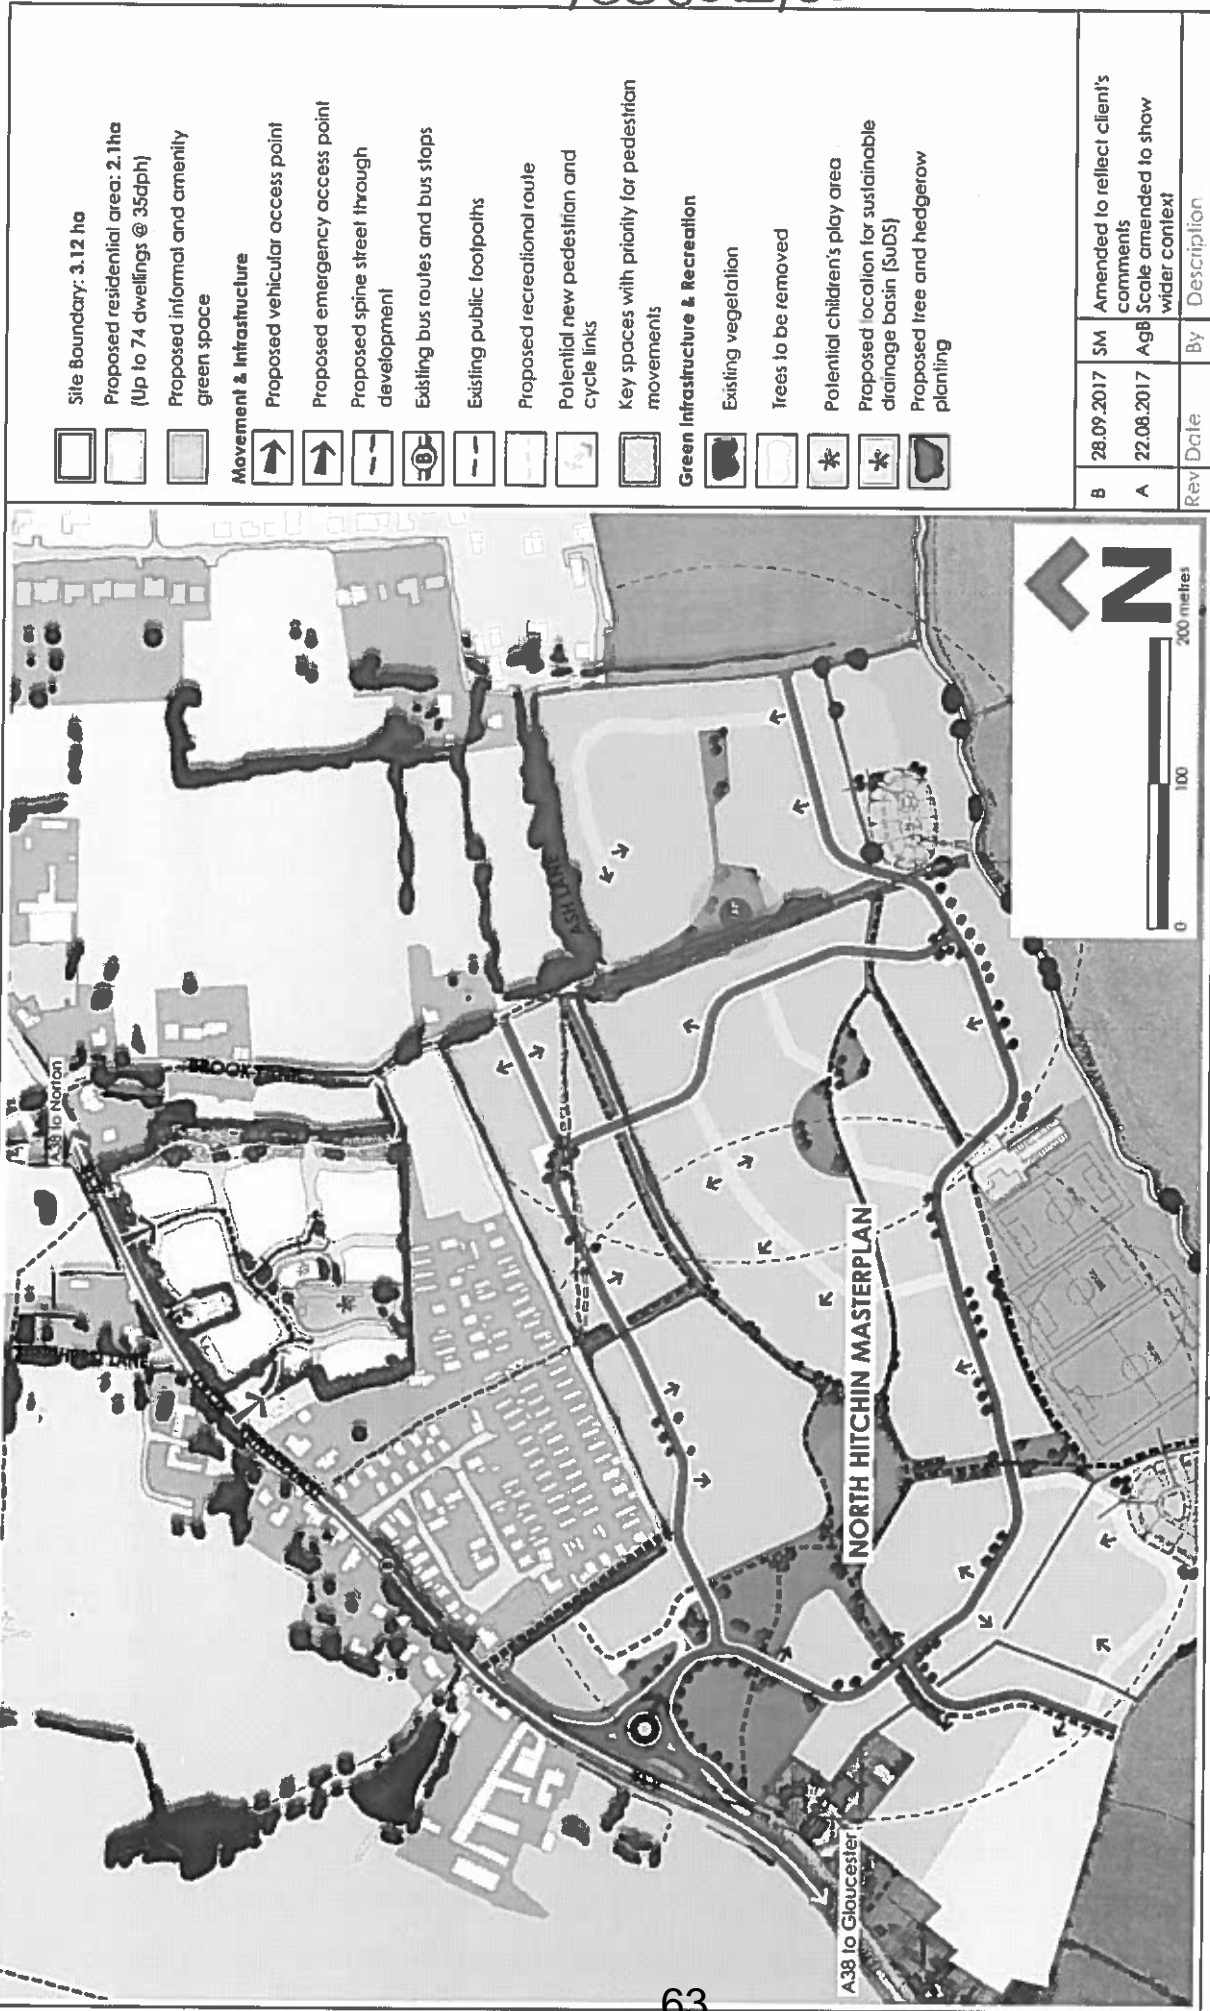 Site Boundary: 3.12 ha
Proposed residential area: 2.1ha
(Up to 74 dwellings @ 35dph)
Proposed informal and amenity
green space
Movement & Infrastructure
Proposed vehicular access point
Proposed emergency access point
Proposed spine street through
development
Existing bus routes and bus stops
B
Existing public footpaths
Proposed recreational route
Potential new pedestrian and
cycle links
Key spaces with priority for pedestrian
movements
Green Infrastructure & Recreation
Existing vegetation
Trees to be removed
Potential children's play area
Proposed location for sustainable
drainage basin (SuDS)
Proposed tree and hedgerow
planting
B 28.09.2017 SM Amended to reflect client's
comments
A 22.08.2017 AgB Scale amended to show
wider context
Rev Date By Description
A38 to Norton
BROOK LANE
ASH LANE
NORTH HITCHIN MASTERPLAN
A38 to Gloucester
N
0 100 200 metres
63